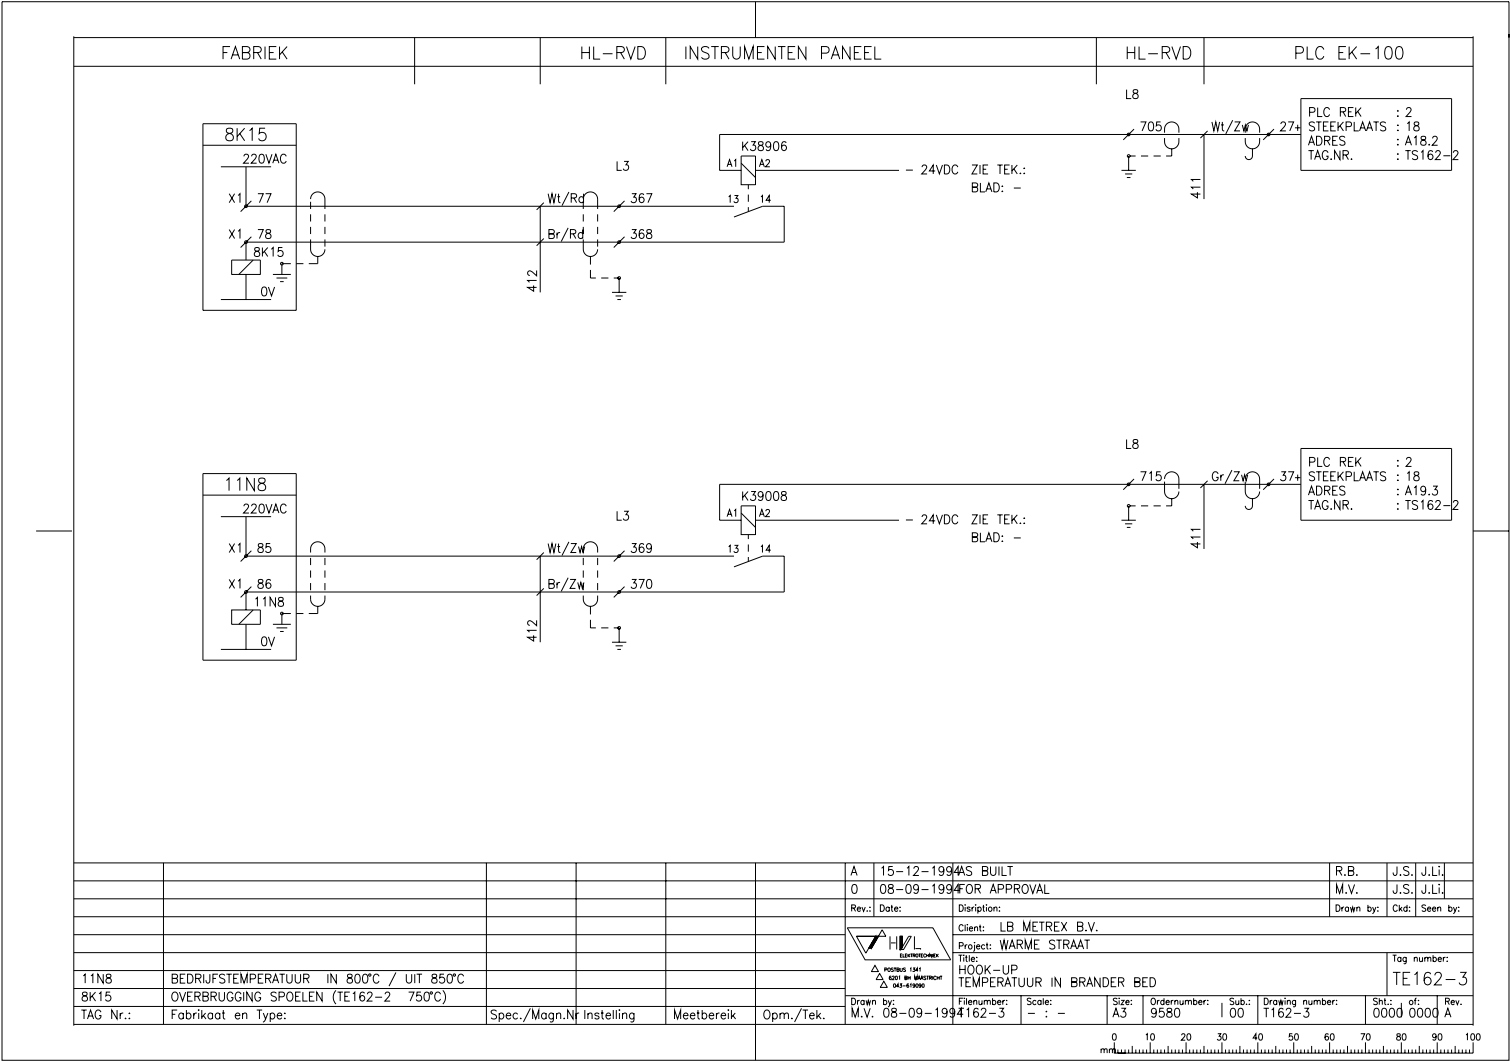 FABRIEK HL-RVD INSTRUMENTEN PANEEL HL-RVD PLC EK-100
8K15
220VAC
X1 77
X1 78
8K15
0V
412
Wt/Rd
Br/Rd
L3
367
368
K38906
A1 A2
13 14
- 24VDC ZIE TEK.:
BLAD: -
L8
705
411
Wt/Zw
27+
PLC REK : 2
STEEKPLAATS : 18
ADRES : A18.2
TAG.NR. : TS162-2
11N8
220VAC
X1 85
X1 86
11N8
0V
412
Wt/Zw
Br/Zw
L3
369
370
K39008
A1 A2
13 14
- 24VDC ZIE TEK.:
BLAD: -
L8
715
411
Gr/Zw
37+
PLC REK : 2
STEEKPLAATS : 18
ADRES : A19.3
TAG.NR. : TS162-2
11N8 BEDRIJFSTEMPERATUUR IN 800°C / UIT 850°C
8K15 OVERBRUGGING SPOELEN (TE162-2 750°C)
TAG Nr.: Fabrikaat en Type: Spec./Magn.Nr Instelling Meetbereik Opm./Tek.
A 15-12-1994 AS BUILT R.B. J.S. J.Li.
0 08-09-1994 FOR APPROVAL M.V. J.S. J.Li.
Rev.: Date: Disription: Drawn by: Ckd: Seen by:
HVL
ELEKTROTECHNIEK
POSTBUS 1341
6201 BH MAASTRICHT
043-619090
Client: LB METREX B.V.
Project: WARME STRAAT
Title:
HOOK-UP
TEMPERATUUR IN BRANDER BED
Tag number:
TE162-3
Drawn by: Filenumber: Scale: Size: Ordernumber: Sub.: Drawing number: Sht.: of: Rev.
M.V. 08-09-1994 T162-3 - : - A3 9580 00 T162-3 0000 0000 A
mm 0 10 20 30 40 50 60 70 80 90 100